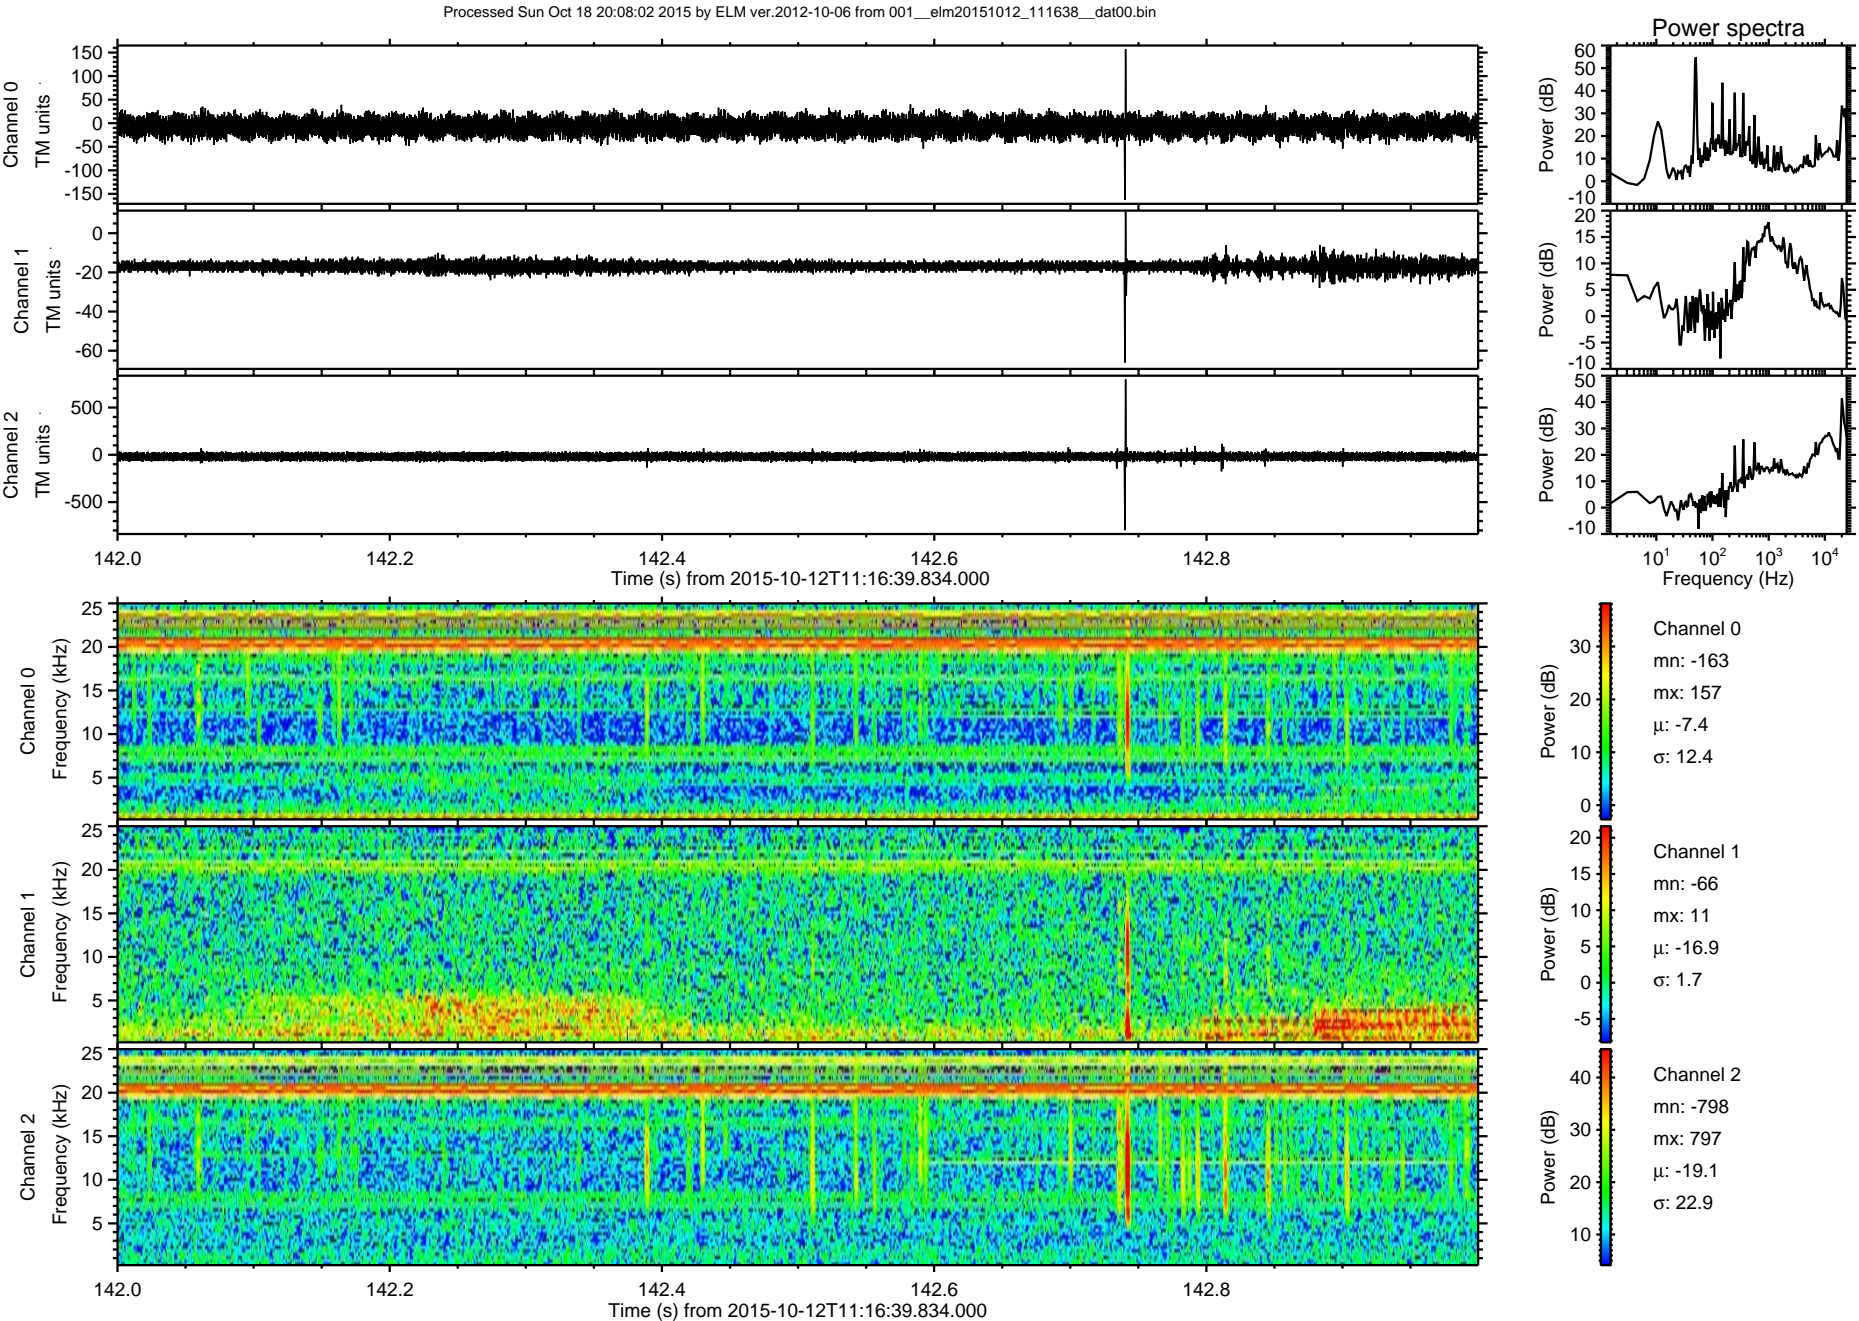 Processed Sun Oct 18 20:08:02 2015 by ELM ver.2012-10-06 from 001__elm20151012_111638__dat00.bin
Power spectra
Channel 0
TM units
150
100
50
0
-50
-100
-150
Power (dB)
60
50
40
30
20
10
0
-10
Channel 1
TM units
0
-20
-40
-60
Power (dB)
20
15
10
5
0
-5
-10
Channel 2
TM units
500
0
-500
Power (dB)
50
40
30
20
10
0
-10
142.0 142.2 142.4 142.6 142.8
Time (s) from 2015-10-12T11:16:39.834.000
10^1 10^2 10^3 10^4
Frequency (Hz)
Channel 0
Frequency (kHz)
25
20
15
10
5
Power (dB)
30
20
10
0
Channel 0
mn: -163
mx: 157
μ: -7.4
σ: 12.4
Channel 1
Frequency (kHz)
25
20
15
10
5
Power (dB)
20
15
10
5
0
-5
Channel 1
mn: -66
mx: 11
μ: -16.9
σ: 1.7
Channel 2
Frequency (kHz)
25
20
15
10
5
Power (dB)
40
30
20
10
Channel 2
mn: -798
mx: 797
μ: -19.1
σ: 22.9
142.0 142.2 142.4 142.6 142.8
Time (s) from 2015-10-12T11:16:39.834.000